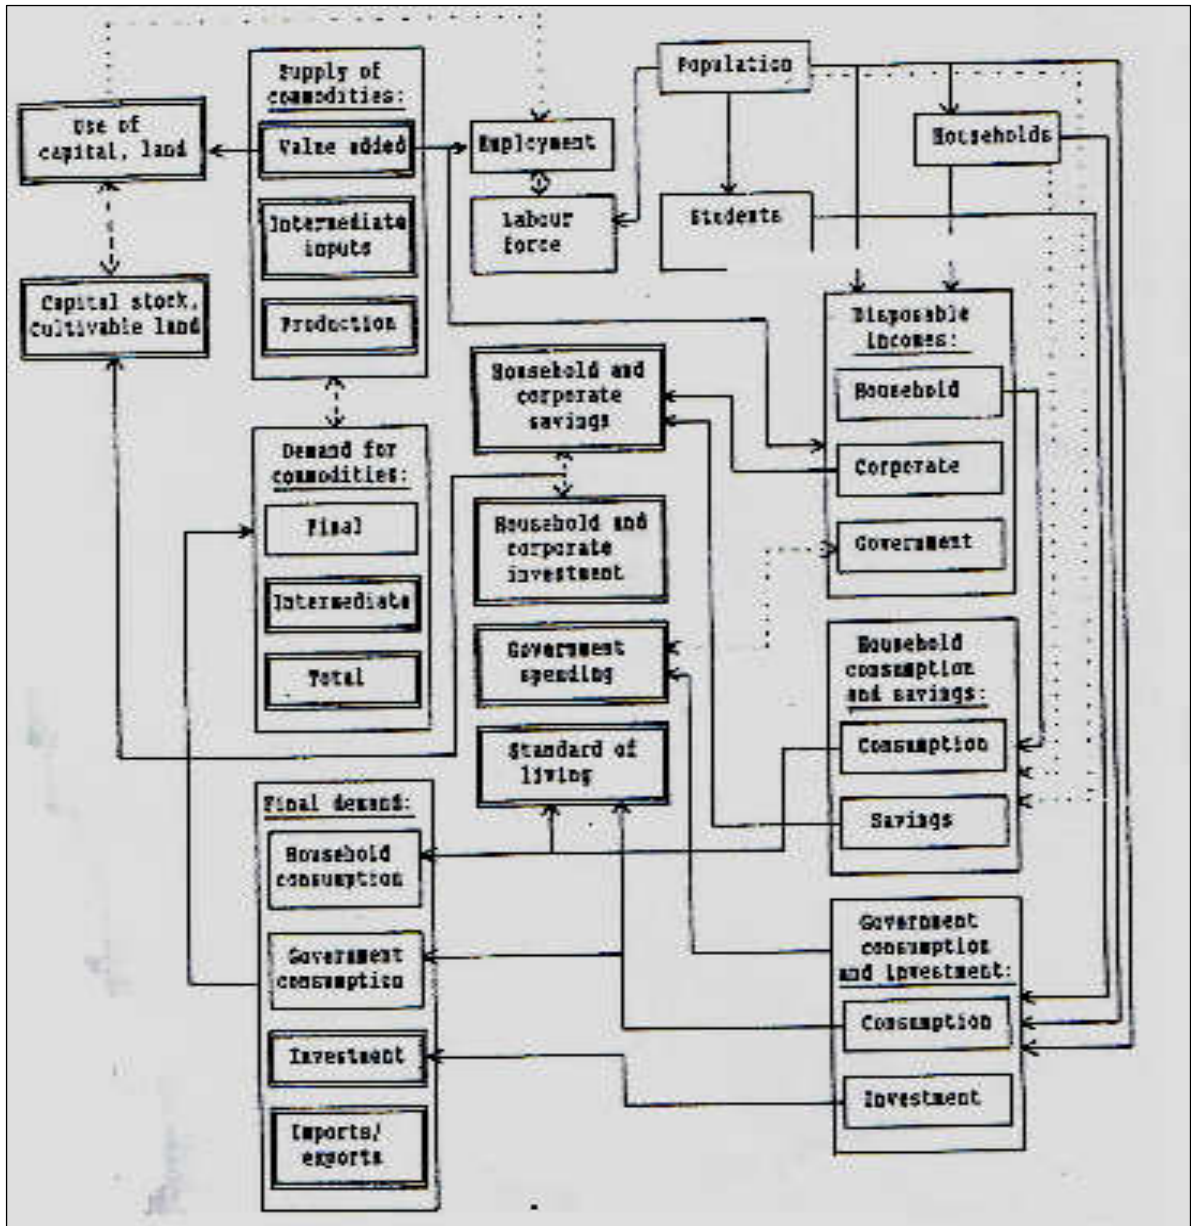 Supply of
commodities:
Value added
Intermediate
inputs
Production
Use of
capital, land
Capital stock,
Cultivable land
Demand for
commodities:
Final
Intermediate
Total
Final demand:
Household
consumption
Government
consumption
Investment
Imports/
exports
Employment
Labour
force
Population
Students
Households
Household and
corporate
savings
Household and
corporate
investment
Government
spending
Standard of
living
Disposable
incomes:
Household
Corporate
Government
Household
consumption
and savings:
Consumption
Savings
Government
consumption
and investment:
Consumption
Investment